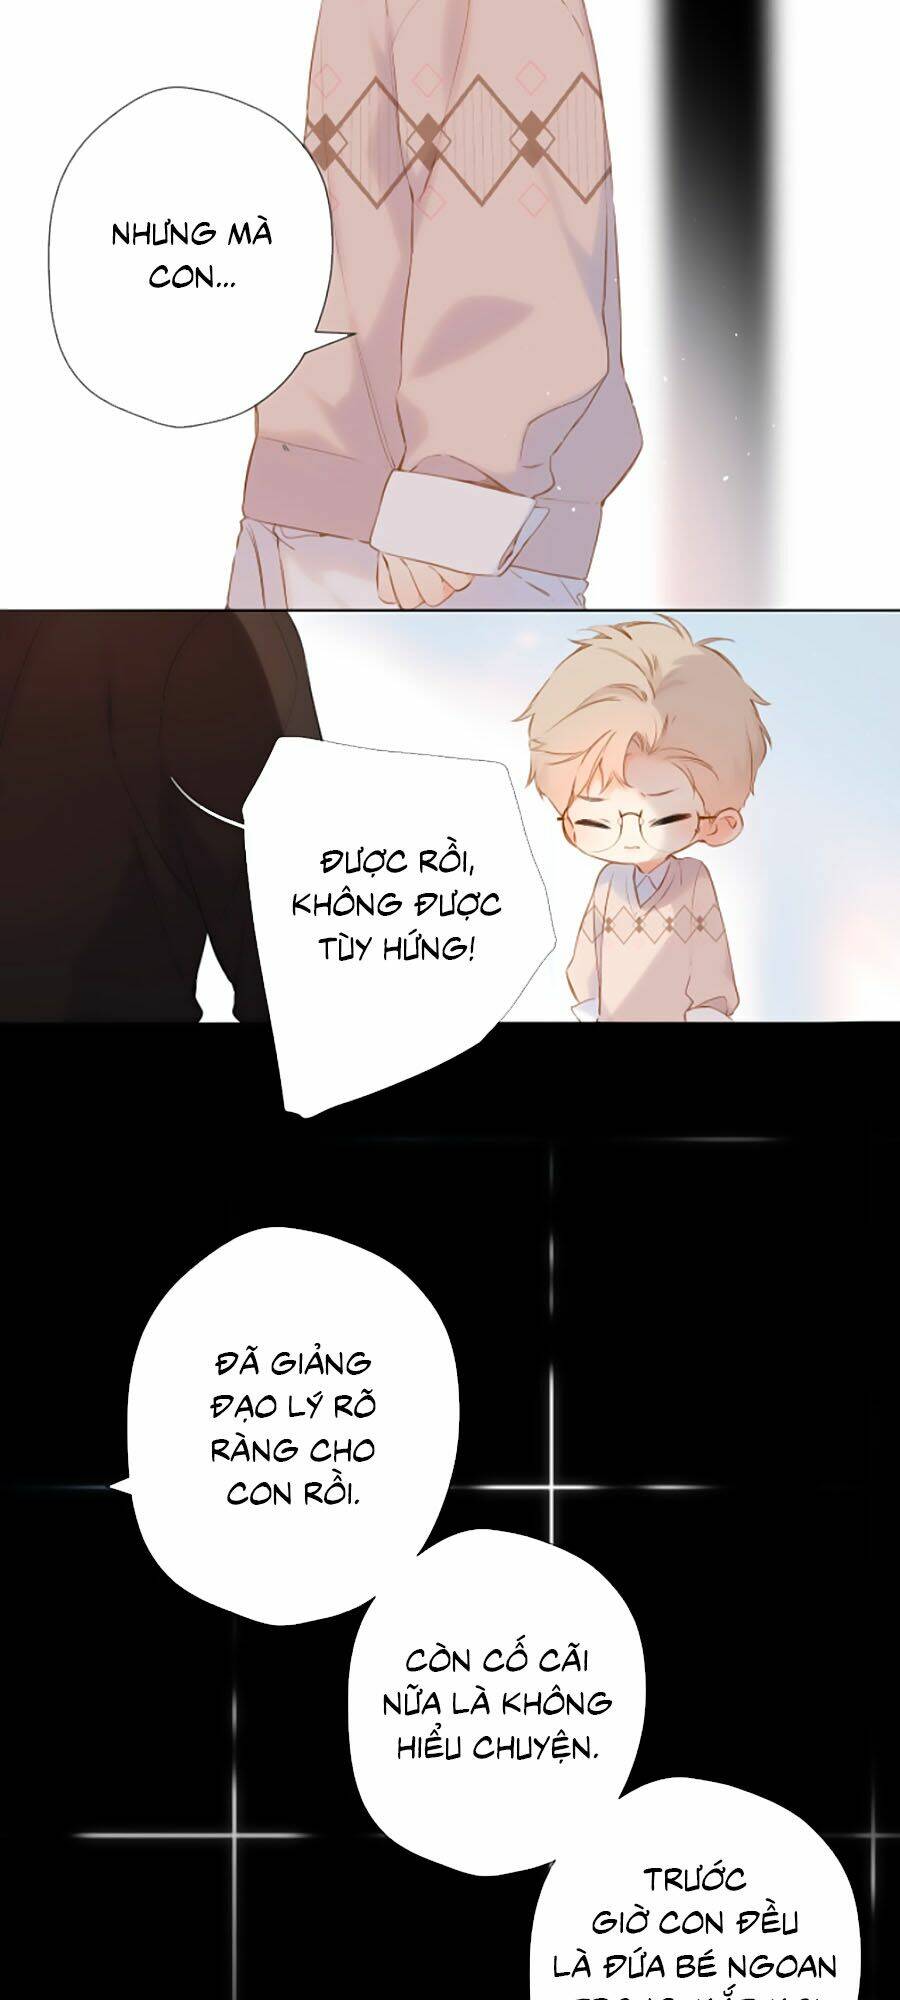 NHƯNG MÀ
CON...
ĐƯỢC RỒI,
KHÔNG ĐƯỢC
TÙY HỨNG!
ĐÃ GIẢNG
ĐẠO LÝ RÕ
RÀNG CHO
CON RỒI.
CÒN CỐ CÃI
NỮA LÀ KHÔNG
HIỂU CHUYỆN.
TRƯỚC
GIỜ CON ĐỀU
LÀ ĐỨA BÉ NGOAN